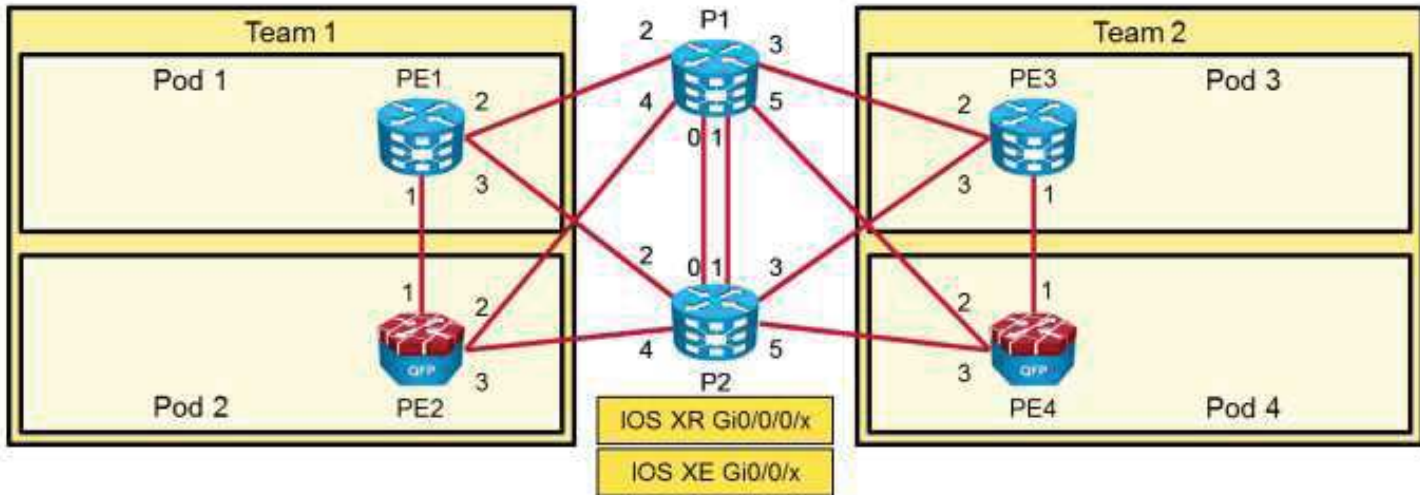 Team 1
P1
Team 2
2
3
Pod 1
PE1
PE3
Pod 3
2
4
5
2
0
1
3
3
1
1
2
0
1
3
1
2
2
1
QFP
3
4
5
3
QFP
P2
Pod 2
PE2
PE4
Pod 4
IOS XR Gi0/0/0/x
IOS XE Gi0/0/x